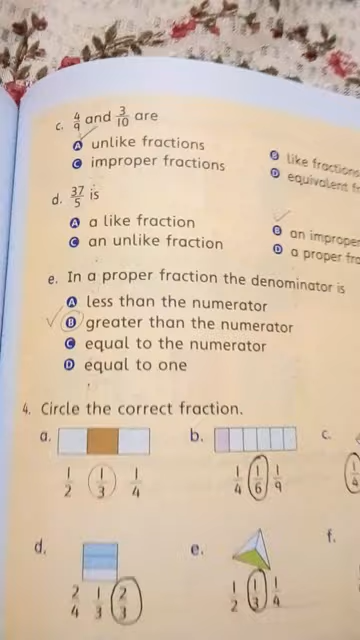 c. 4/9 and 3/10 are
A unlike fractions
B like fractions
C improper fractions
D equivalent
d. 37/5 is
A a like fraction
B an improper
C an unlike fraction
D a proper
e. In a proper fraction the denominator is
A less than the numerator
B greater than the numerator
C equal to the numerator
D equal to one
4. Circle the correct fraction.
a. b. c.
1/2 1/3 1/4 1/4 1/6 1/9 1/4
d. e. f.
2/4 1/3 2/3 1/2 1/3 1/4